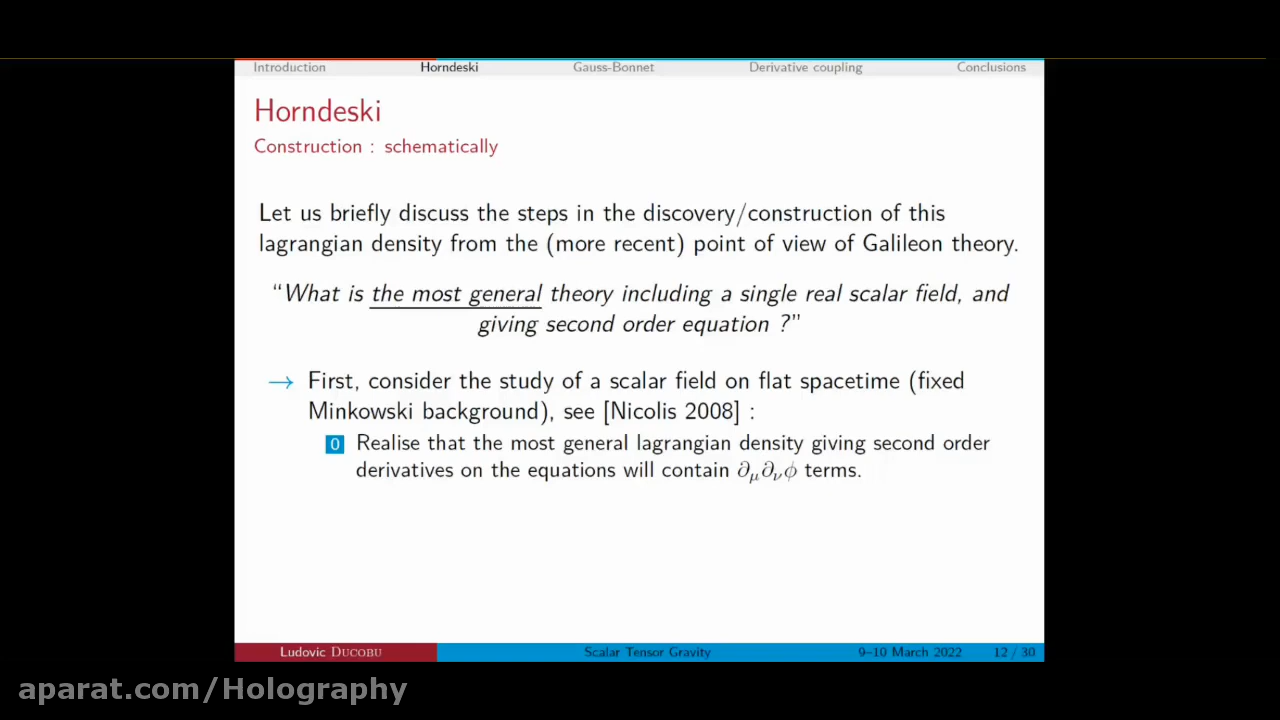 Introduction Horndeski Gauss-Bonnet Derivative coupling Conclusions
Horndeski
Construction : schematically
Let us briefly discuss the steps in the discovery/construction of this
lagrangian density from the (more recent) point of view of Galileon theory.
“What is the most general theory including a single real scalar field, and
giving second order equation ?”
→ First, consider the study of a scalar field on flat spacetime (fixed
Minkowski background), see [Nicolis 2008] :
0 Realise that the most general lagrangian density giving second order
derivatives on the equations will contain ∂μ∂νϕ terms.
Ludovic DUCOBU Scalar Tensor Gravity 9–10 March 2022 12 / 30
aparat.com/Holography